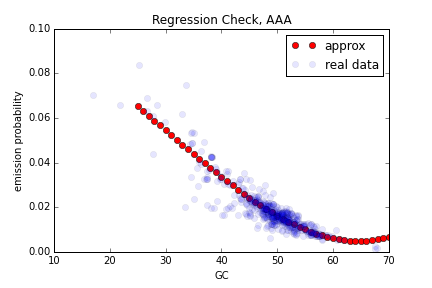 Regression Check, AAA
0.10
0.08
0.06
0.04
0.02
0.00
emission probability
approx
real data
10 20 30 40 50 60 70
GC